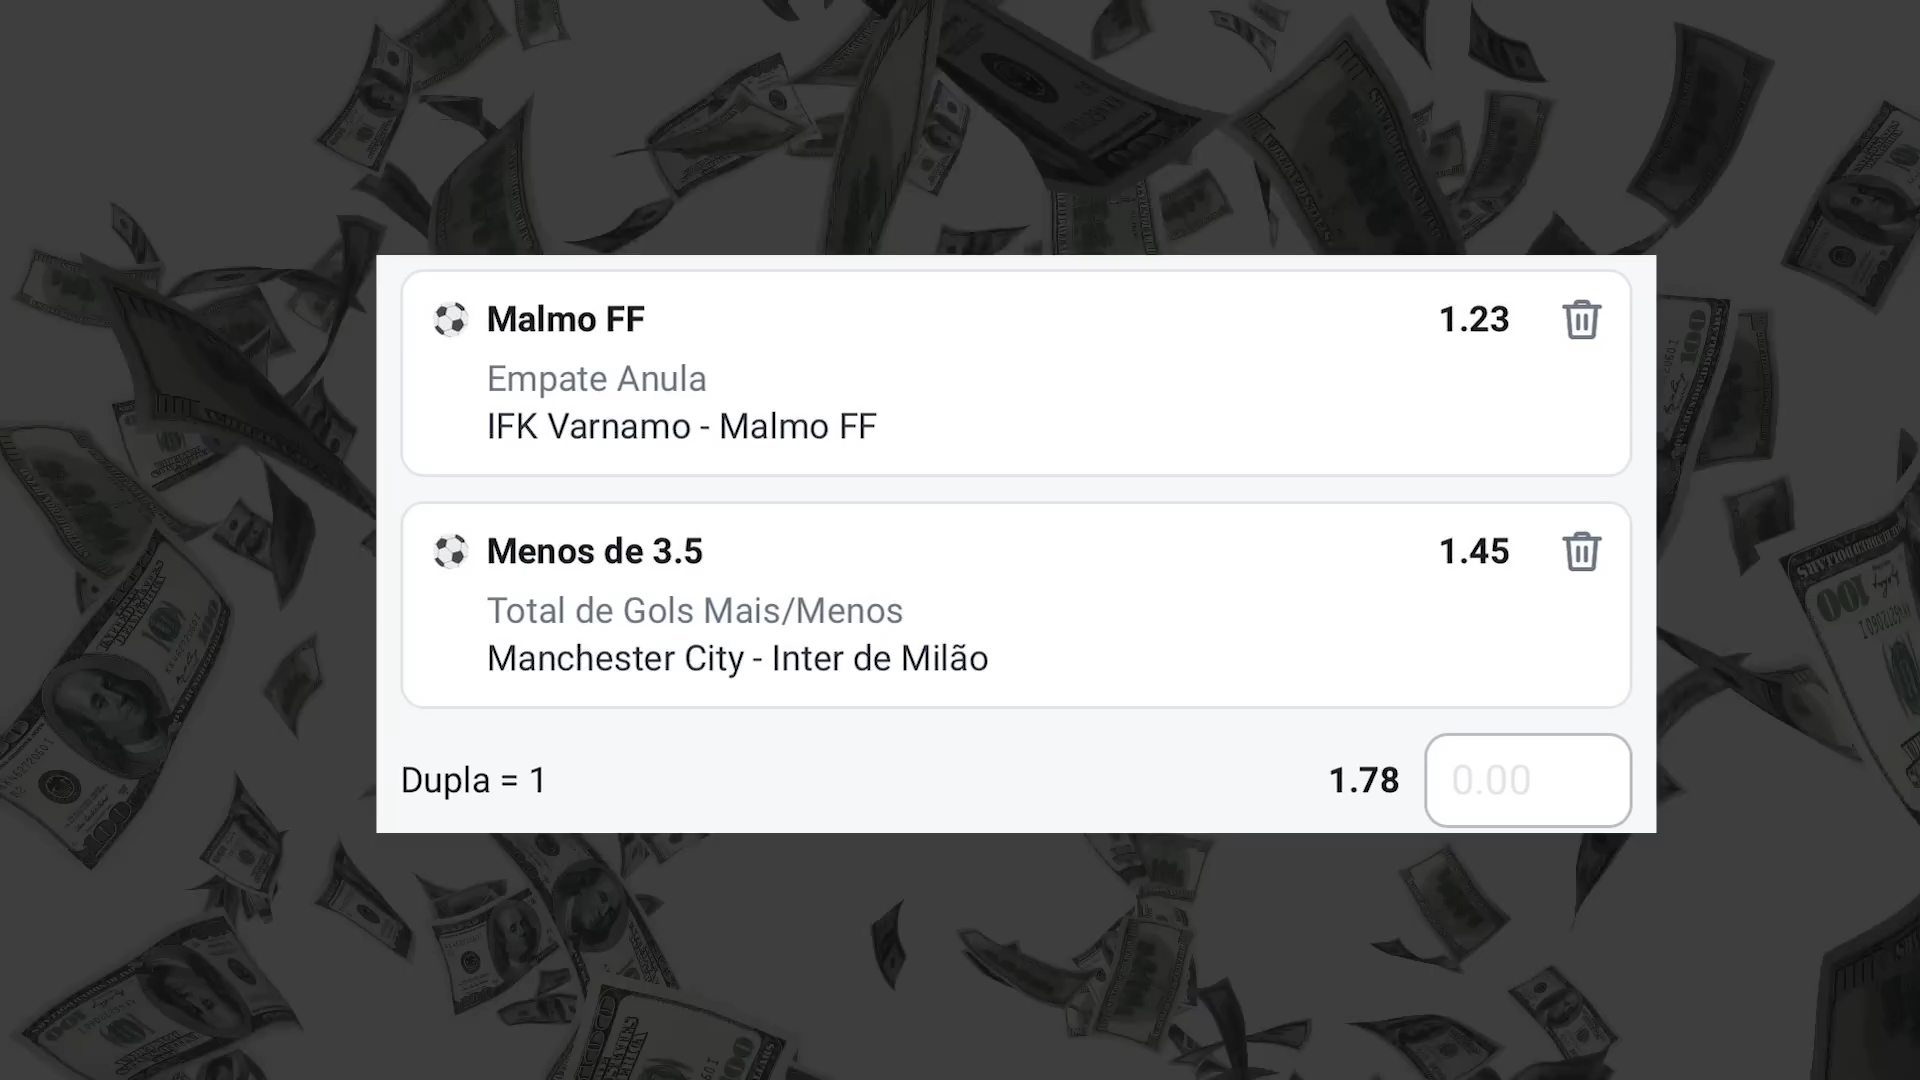 Malmo FF 1.23
Empate Anula
IFK Varnamo - Malmo FF
Menos de 3.5 1.45
Total de Gols Mais/Menos
Manchester City - Inter de Milão
Dupla = 1 1.78 0.00